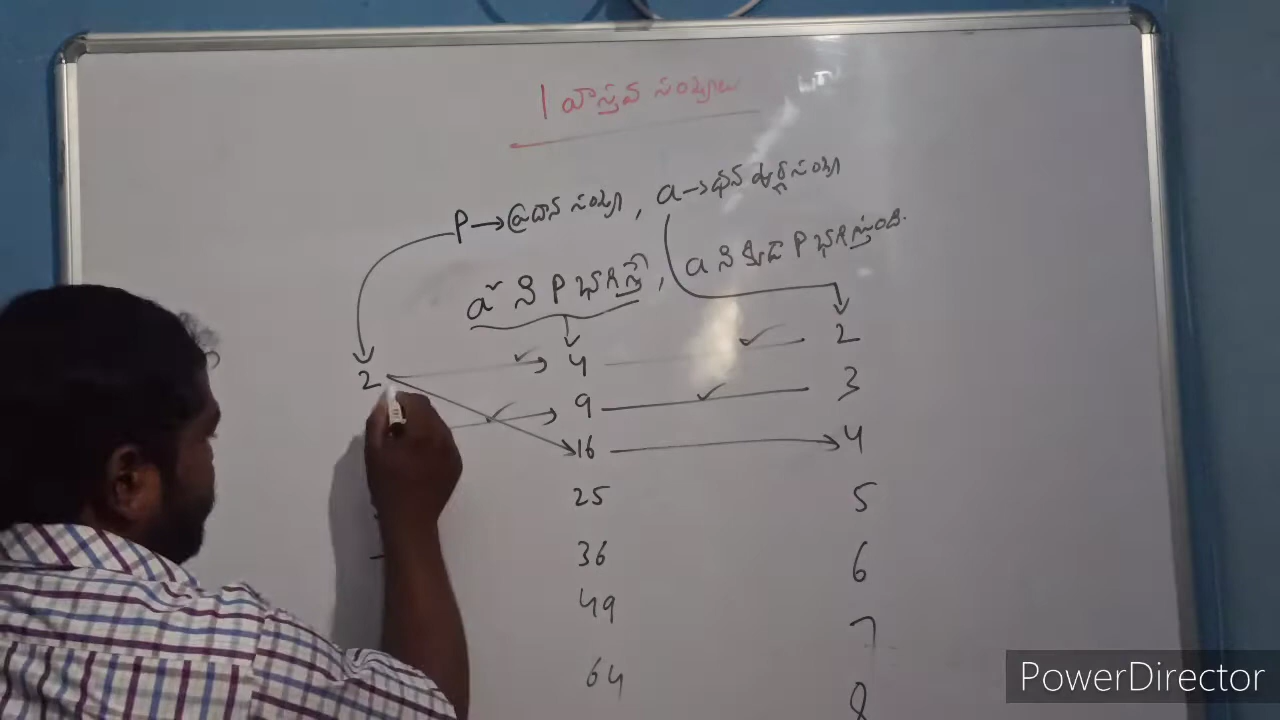 1 వాస్తవ సంఖ్యలు
P → ప్రధాన సంఖ్య, a → ధన పూర్ణసంఖ్య
a² ని P భాగిస్తే, a ని కుడా P భాగిస్తుంది.
2 4 2
9 3
16 4
25 5
36 6
49 7
64 8
PowerDirector